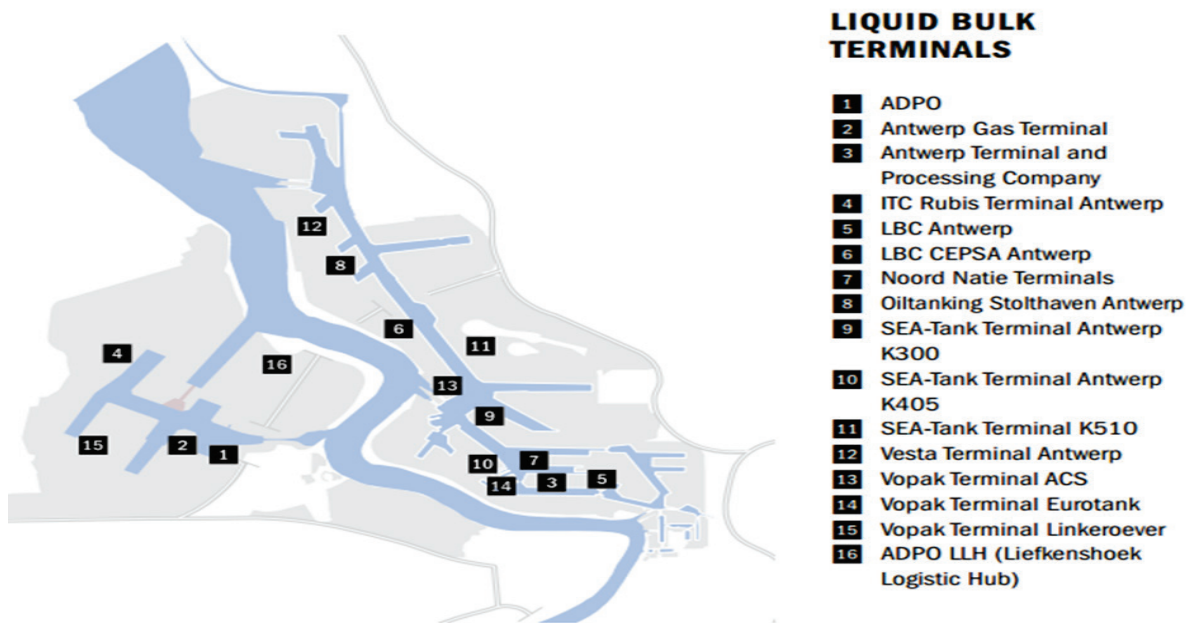 LIQUID BULK
TERMINALS
1 ADPO
2 Antwerp Gas Terminal
3 Antwerp Terminal and
Processing Company
4 ITC Rubis Terminal Antwerp
5 LBC Antwerp
6 LBC CEPSA Antwerp
7 Noord Natie Terminals
8 Oiltanking Stolthaven Antwerp
9 SEA-Tank Terminal Antwerp
K300
10 SEA-Tank Terminal Antwerp
K405
11 SEA-Tank Terminal K510
12 Vesta Terminal Antwerp
13 Vopak Terminal ACS
14 Vopak Terminal Eurotank
15 Vopak Terminal Linkeroever
16 ADPO LLH (Liefkenshoek
Logistic Hub)
12
8
6
11
4
16
13
9
15
2
1
10
7
14
3
5